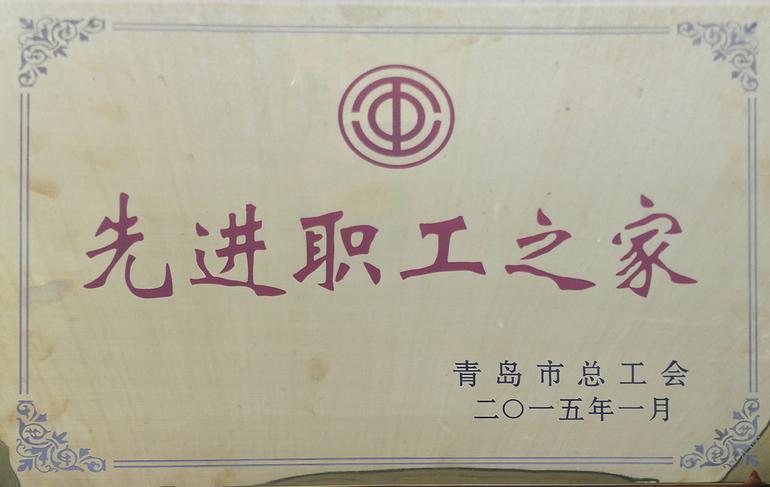 先进职工之家
青岛市总工会
二〇一五年一月